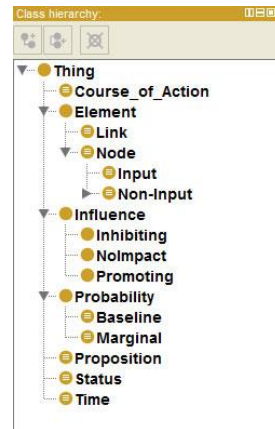 Class hierarchy:
Thing
Course_of_Action
Element
Link
Node
Input
Non-Input
Influence
Inhibiting
NoImpact
Promoting
Probability
Baseline
Marginal
Proposition
Status
Time